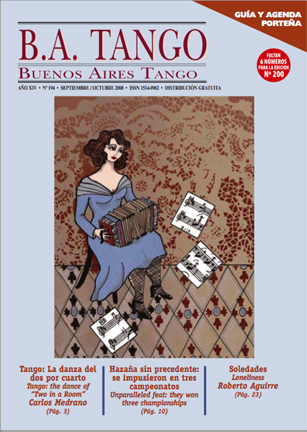 GUÍA Y AGENDA
PORTEÑA
B.A. TANGO
BUENOS AIRES TANGO
FALTAN
6 NÚMEROS
PARA LA EDICIÓN
Nº 200
AÑO XIV • Nº 194 • SEPTIEMBRE / OCTUBRE 2008 • ISSN 1514-0962 • DISTRIBUCIÓN GRATUITA
Tango: La danza del
dos por cuarto
Tango: the dance of
"Two in a Room"
Carlos Medrano
(Pág. 3)
Hazaña sin precedente:
se impusieron en tres
campeonatos
Unparalleled feat: they won
three championships
(Pág. 10)
Soledades
Loneliness
Roberto Aguirre
(Pág. 23)